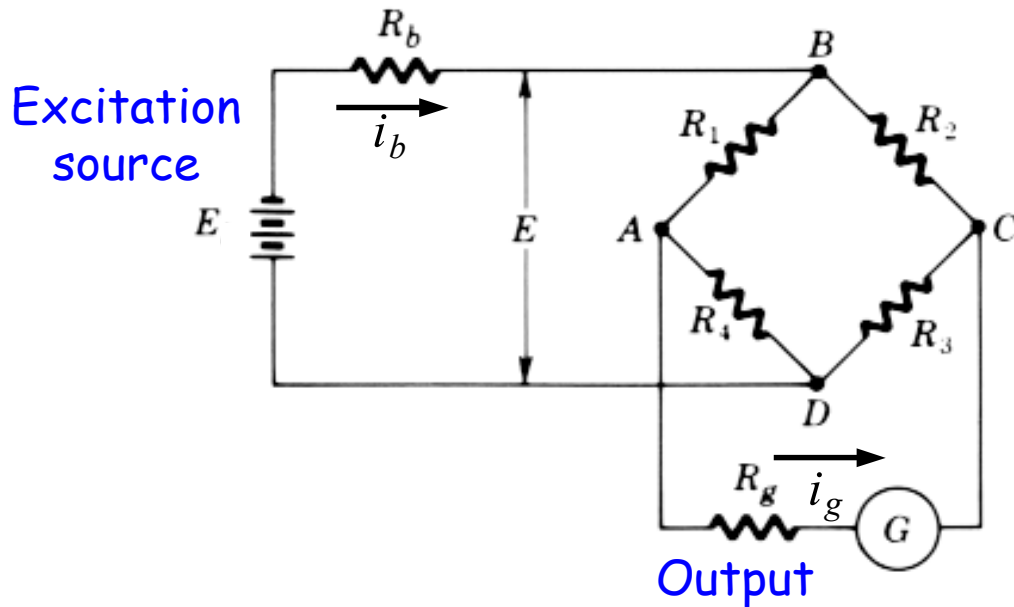 R_b
B
Excitation
source
i_b
R_1
R_2
E
E
A
C
R_4
R_3
D
R_g
i_g
G
Output